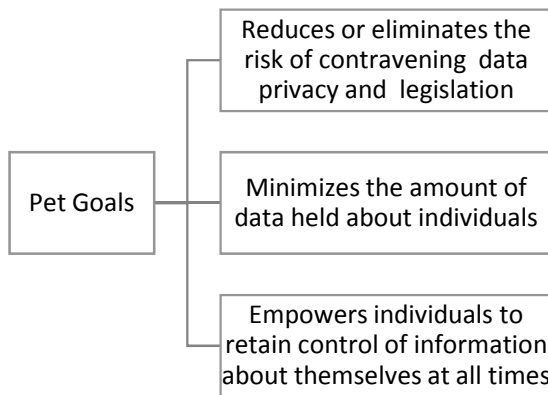 Reduces or eliminates the
risk of contravening data
privacy and legislation
Pet Goals
Minimizes the amount of
data held about individuals
Empowers individuals to
retain control of information
about themselves at all times